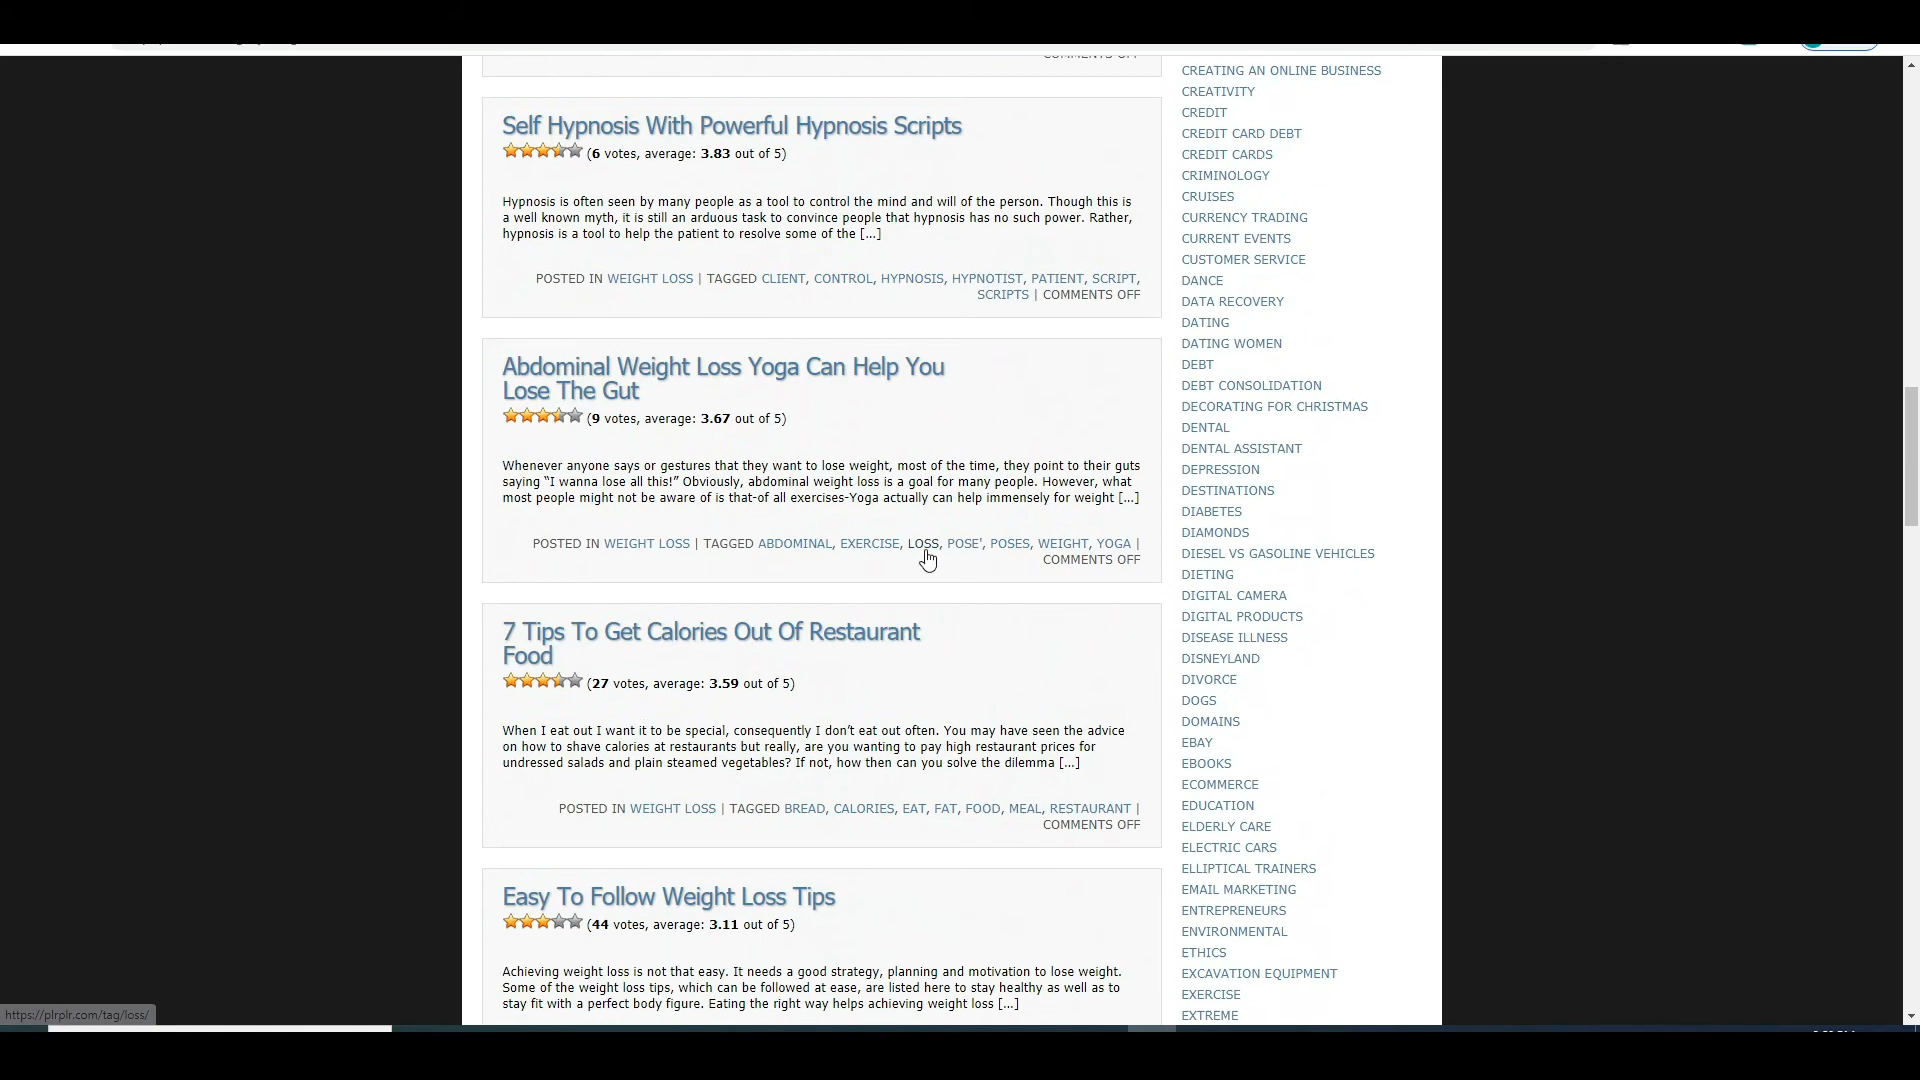 COMMENTS OFF
Self Hypnosis With Powerful Hypnosis Scripts
(6 votes, average: 3.83 out of 5)
Hypnosis is often seen by many people as a tool to control the mind and will of the person. Though this is
a well known myth, it is still an arduous task to convince people that hypnosis has no such power. Rather,
hypnosis is a tool to help the patient to resolve some of the [...]
POSTED IN WEIGHT LOSS | TAGGED CLIENT, CONTROL, HYPNOSIS, HYPNOTIST, PATIENT, SCRIPT,
SCRIPTS | COMMENTS OFF
Abdominal Weight Loss Yoga Can Help You
Lose The Gut
(9 votes, average: 3.67 out of 5)
Whenever anyone says or gestures that they want to lose weight, most of the time, they point to their guts
saying “I wanna lose all this!” Obviously, abdominal weight loss is a goal for many people. However, what
most people might not be aware of is that-of all exercises-Yoga actually can help immensely for weight [...]
POSTED IN WEIGHT LOSS | TAGGED ABDOMINAL, EXERCISE, LOSS, POSE', POSES, WEIGHT, YOGA |
COMMENTS OFF
7 Tips To Get Calories Out Of Restaurant
Food
(27 votes, average: 3.59 out of 5)
When I eat out I want it to be special, consequently I don’t eat out often. You may have seen the advice
on how to shave calories at restaurants but really, are you wanting to pay high restaurant prices for
undressed salads and plain steamed vegetables? If not, how then can you solve the dilemma [...]
POSTED IN WEIGHT LOSS | TAGGED BREAD, CALORIES, EAT, FAT, FOOD, MEAL, RESTAURANT |
COMMENTS OFF
Easy To Follow Weight Loss Tips
(44 votes, average: 3.11 out of 5)
Achieving weight loss is not that easy. It needs a good strategy, planning and motivation to lose weight.
Some of the weight loss tips, which can be followed at ease, are listed here to stay healthy as well as to
stay fit with a perfect body figure. Eating the right way helps achieving weight loss [...]
CREATING AN ONLINE BUSINESS
CREATIVITY
CREDIT
CREDIT CARD DEBT
CREDIT CARDS
CRIMINOLOGY
CRUISES
CURRENCY TRADING
CURRENT EVENTS
CUSTOMER SERVICE
DANCE
DATA RECOVERY
DATING
DATING WOMEN
DEBT
DEBT CONSOLIDATION
DECORATING FOR CHRISTMAS
DENTAL
DENTAL ASSISTANT
DEPRESSION
DESTINATIONS
DIABETES
DIAMONDS
DIESEL VS GASOLINE VEHICLES
DIETING
DIGITAL CAMERA
DIGITAL PRODUCTS
DISEASE ILLNESS
DISNEYLAND
DIVORCE
DOGS
DOMAINS
EBAY
EBOOKS
ECOMMERCE
EDUCATION
ELDERLY CARE
ELECTRIC CARS
ELLIPTICAL TRAINERS
EMAIL MARKETING
ENTREPRENEURS
ENVIRONMENTAL
ETHICS
EXCAVATION EQUIPMENT
EXERCISE
EXTREME
https://plrplr.com/tag/loss/